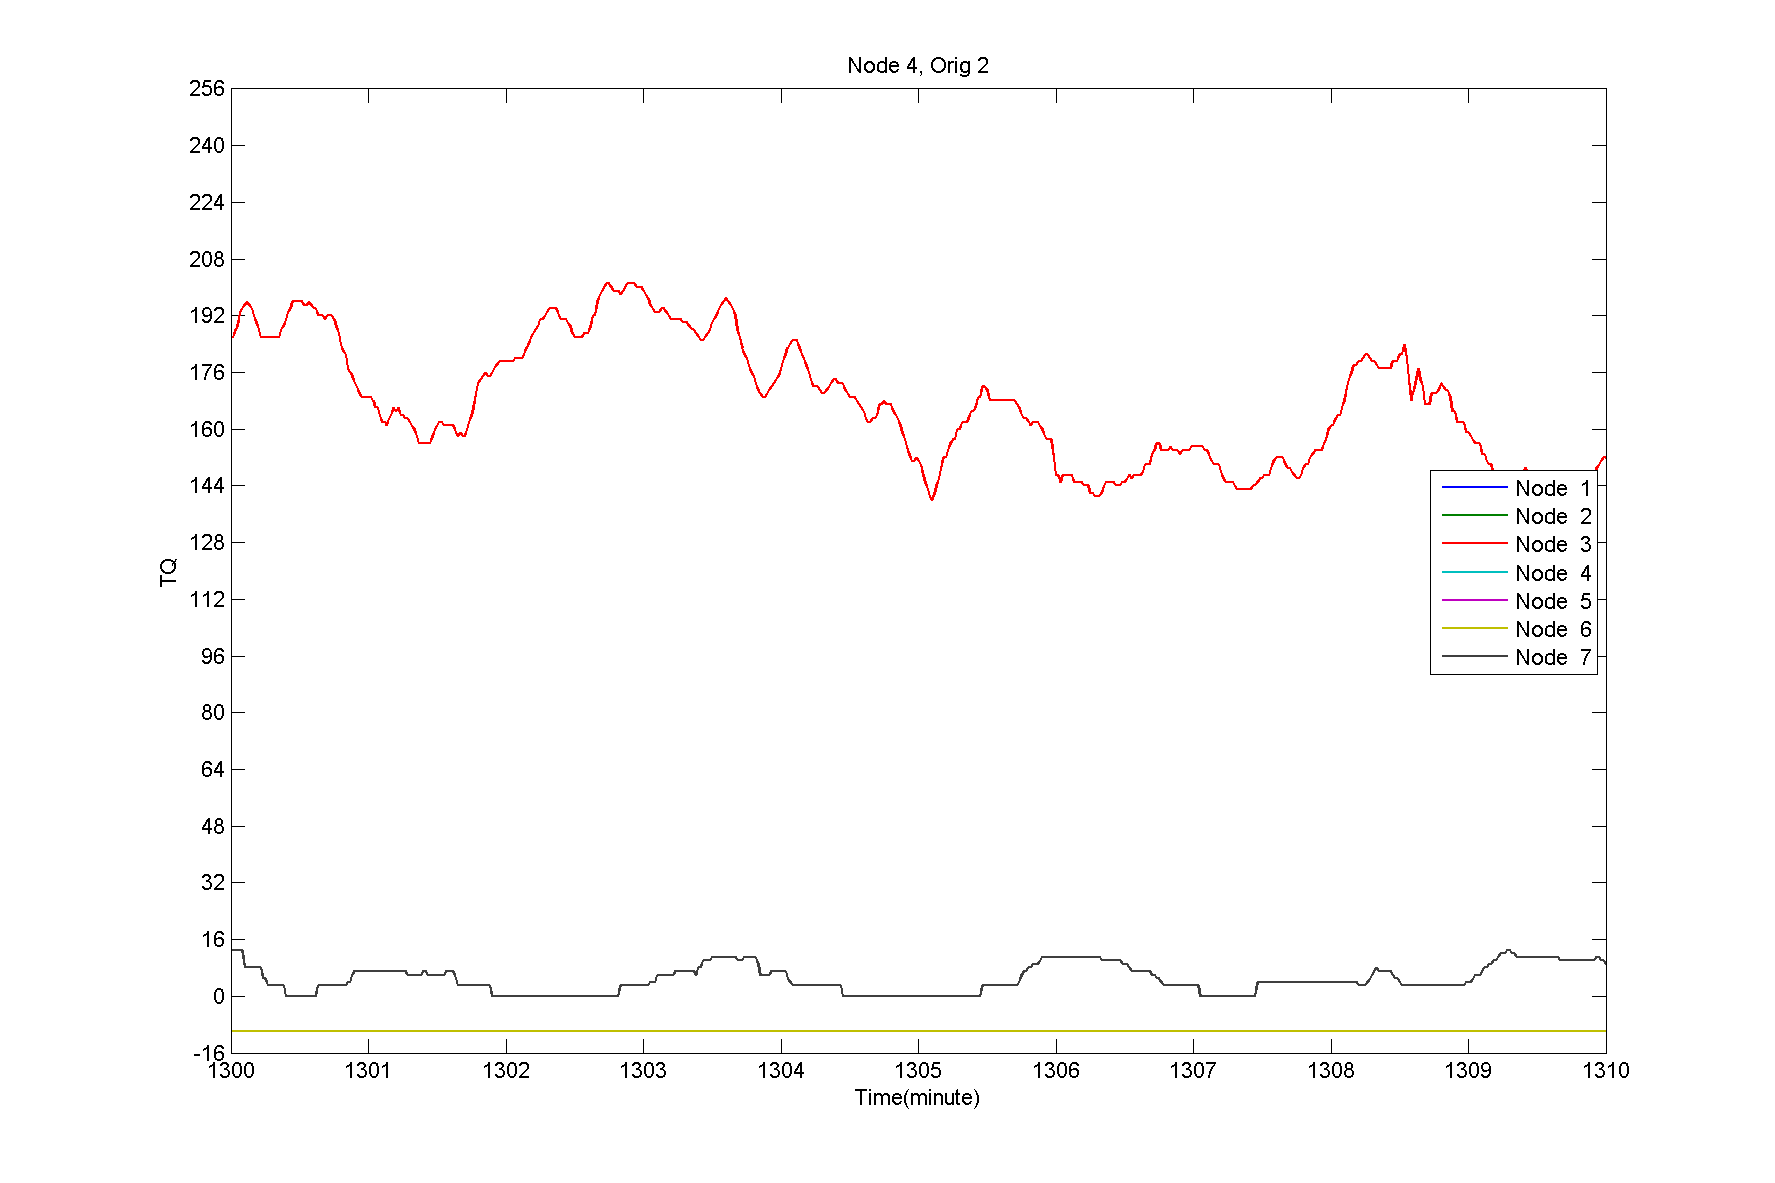 Node 4, Orig 2
256
240
224
208
192
176
160
144
128
112
96
80
64
48
32
16
0
-16
TQ
Node 1
Node 2
Node 3
Node 4
Node 5
Node 6
Node 7
1300 1301 1302 1303 1304 1305 1306 1307 1308 1309 1310
Time(minute)